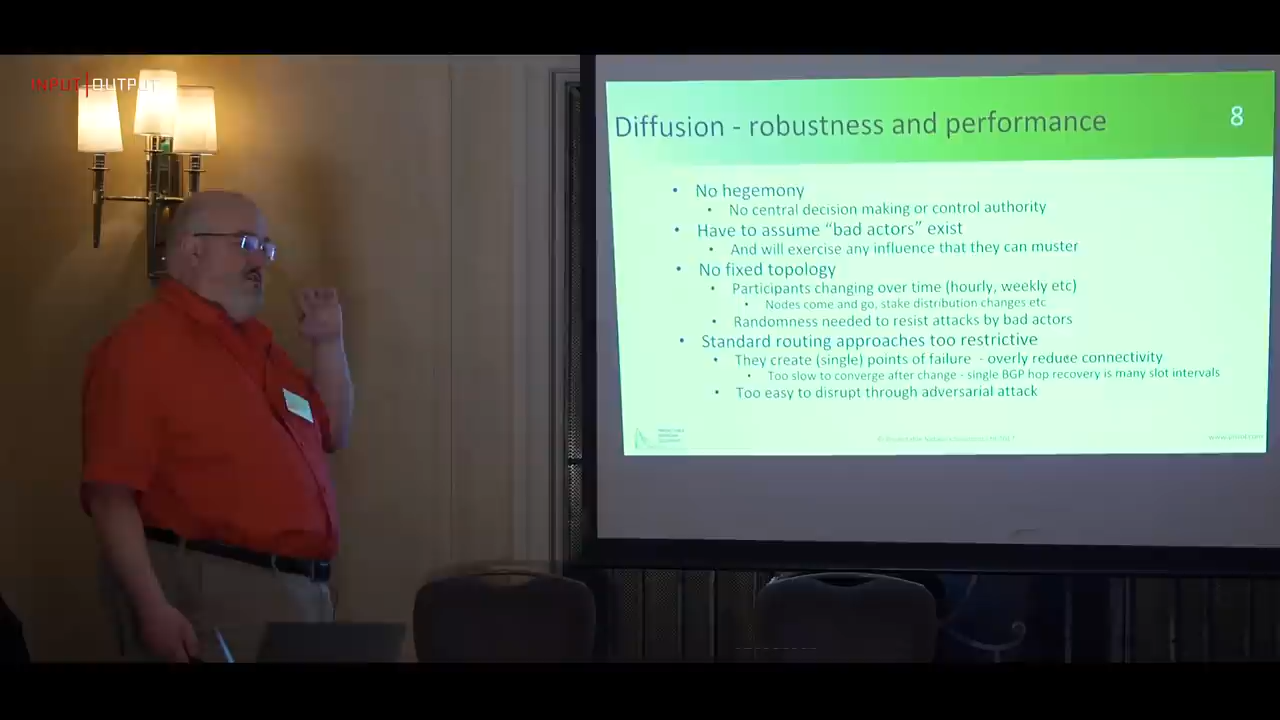 INPUT|OUTPUT
Diffusion - robustness and performance
8
• No hegemony
• No central decision making or control authority
• Have to assume “bad actors” exist
• And will exercise any influence that they can muster
• No fixed topology
• Participants changing over time (hourly, weekly etc)
• Nodes come and go, stake distribution changes etc
• Randomness needed to resist attacks by bad actors
• Standard routing approaches too restrictive
• They create (single) points of failure - overly reduce connectivity
• Too slow to converge after change - single BGP hop recovery is many slot intervals
• Too easy to disrupt through adversarial attack